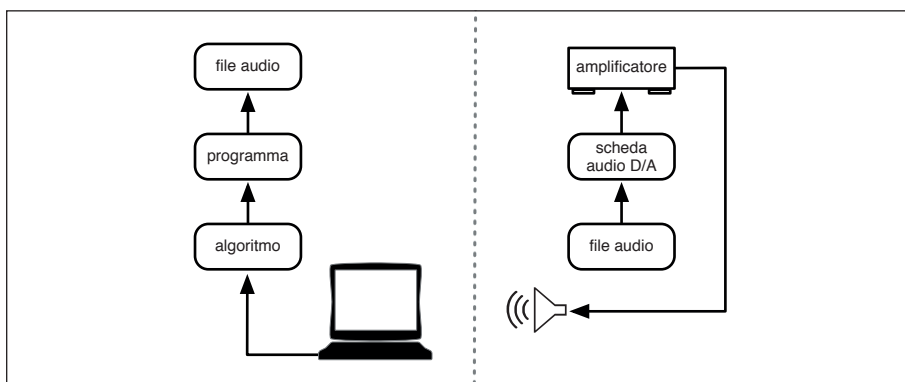 file audio
programma
algoritmo
amplificatore
scheda
audio D/A
file audio